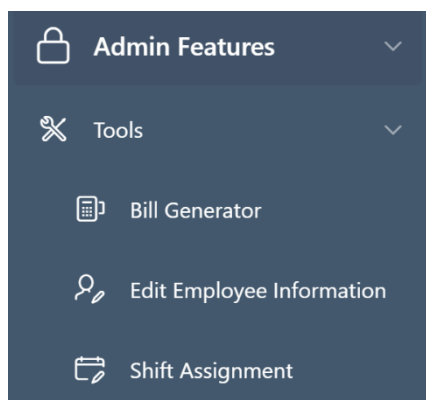 Admin Features
Tools
Bill Generator
Edit Employee Information
Shift Assignment